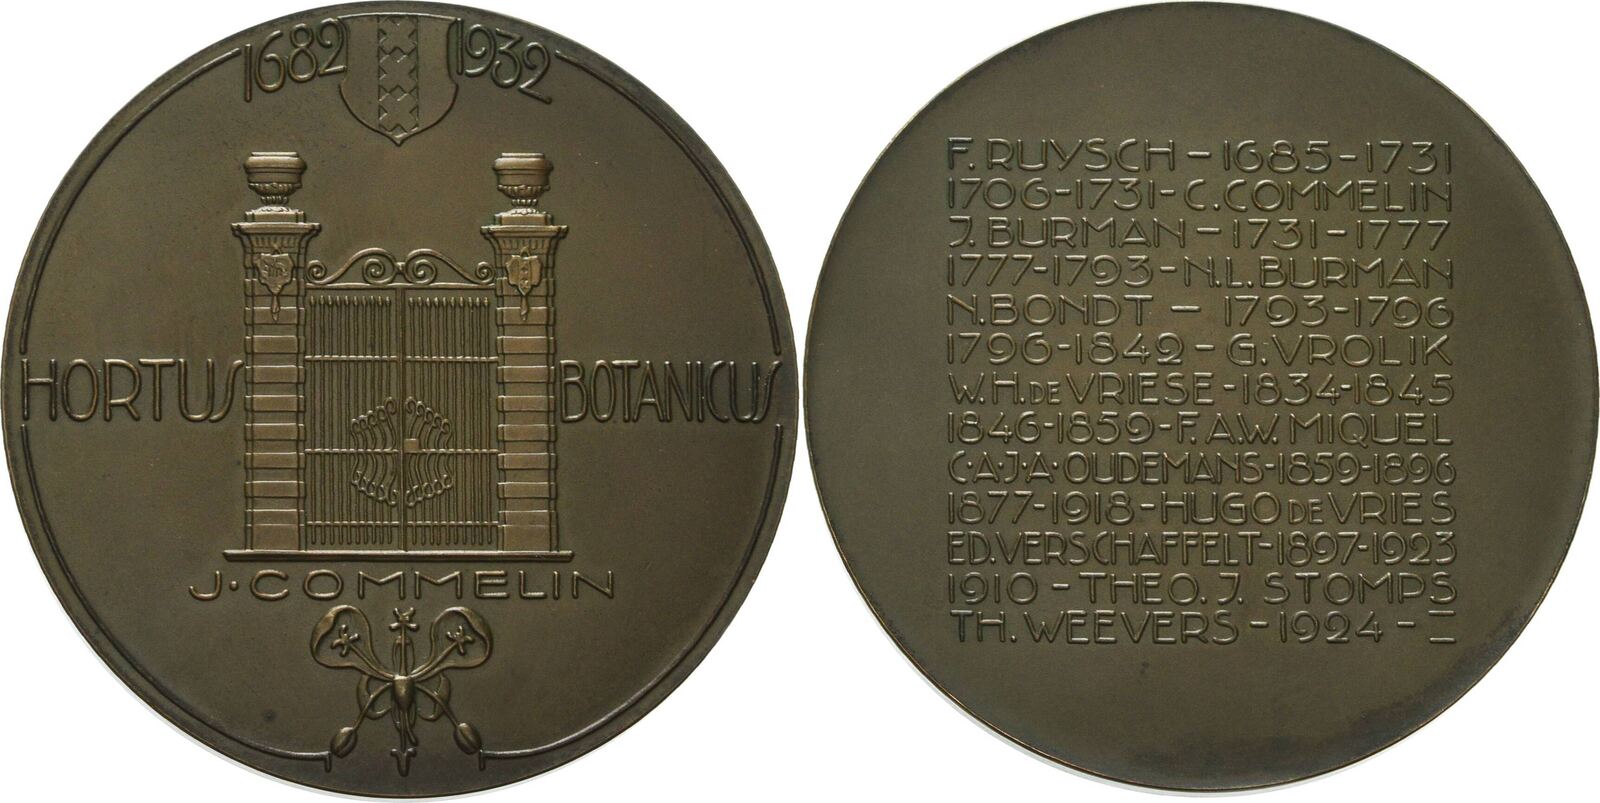 1682 1932
HORTUS BOTANICUS
J·COMMELIN
F. RUYSCH - 1685 - 1731
1706-1731 - C. COMMELIN
J. BURMAN - 1731 - 1777
1777-1793 - N.L. BURMAN
N. BONDT - 1793-1796
1796-1842 - G. VROLIK
W.H. DE VRIESE - 1834-1845
1846-1859 - F.A.W. MIQUEL
C·A·J·A· OUDEMANS-1859-1896
1877-1918-HUGO DE VRIES
ED. VERSCHAFFELT-1897-1923
1910 - THEO. J. STOMPS
TH. WEEVERS - 1924 - I